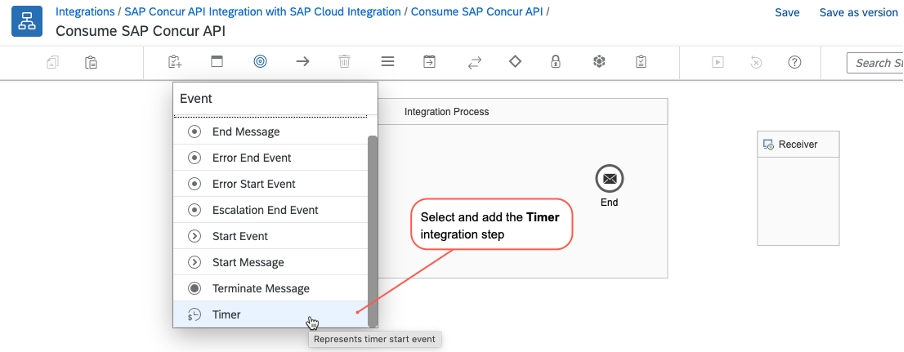 Integrations / SAP Concur API Integration with SAP Cloud Integration / Consume SAP Concur API /
Save Save as version
Consume SAP Concur API
Event
End Message
Error End Event
Error Start Event
Escalation End Event
Start Event
Start Message
Terminate Message
Timer
Represents timer start event
Integration Process
End
Select and add the Timer
integration step
Receiver
Search